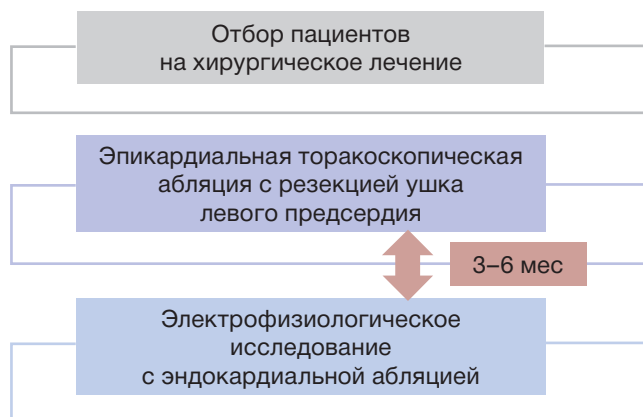 Отбор пациентов
на хирургическое лечение
Эпикардиальная торакоскопическая
абляция с резекцией ушка
левого предсердия
3–6 мес
Электрофизиологическое
исследование
с эндокардиальной абляцией